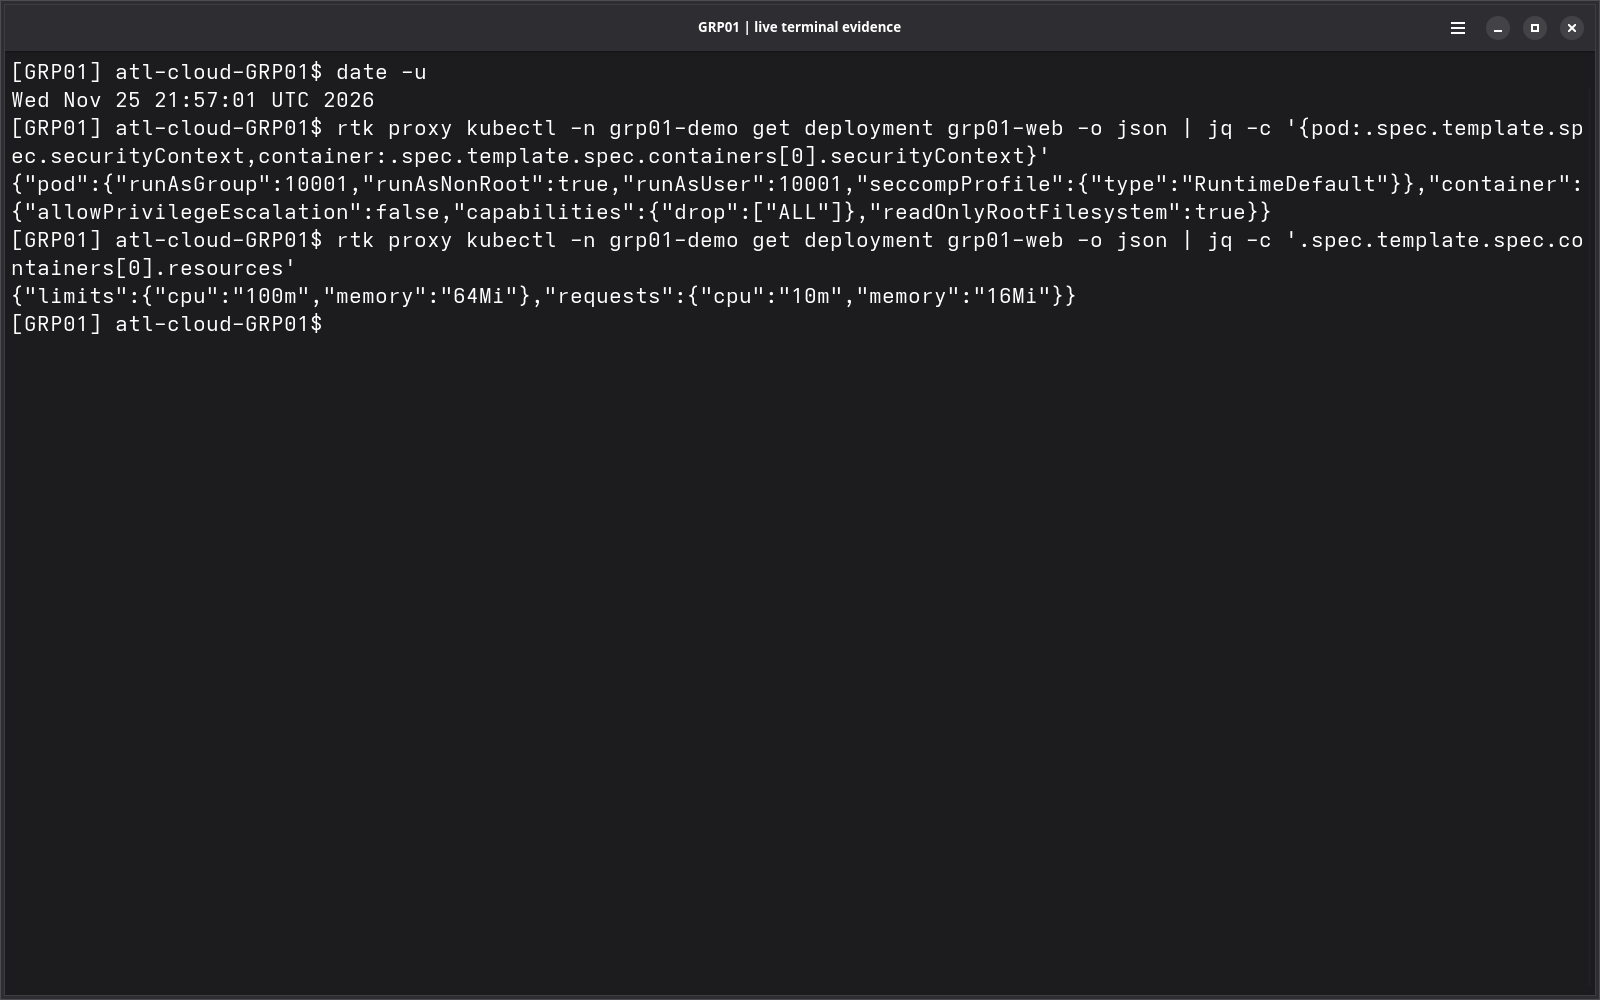 GRP01 | live terminal evidence
[GRP01] atl-cloud-GRP01$ date -u
Wed Nov 25 21:57:01 UTC 2026
[GRP01] atl-cloud-GRP01$ rtk proxy kubectl -n grp01-demo get deployment grp01-web -o json | jq -c '{pod:.spec.template.sp
ec.securityContext,container:.spec.template.spec.containers[0].securityContext}'
{"pod":{"runAsGroup":10001,"runAsNonRoot":true,"runAsUser":10001,"seccompProfile":{"type":"RuntimeDefault"}},"container":
{"allowPrivilegeEscalation":false,"capabilities":{"drop":["ALL"]},"readOnlyRootFilesystem":true}}
[GRP01] atl-cloud-GRP01$ rtk proxy kubectl -n grp01-demo get deployment grp01-web -o json | jq -c '.spec.template.spec.co
ntainers[0].resources'
{"limits":{"cpu":"100m","memory":"64Mi"},"requests":{"cpu":"10m","memory":"16Mi"}}
[GRP01] atl-cloud-GRP01$